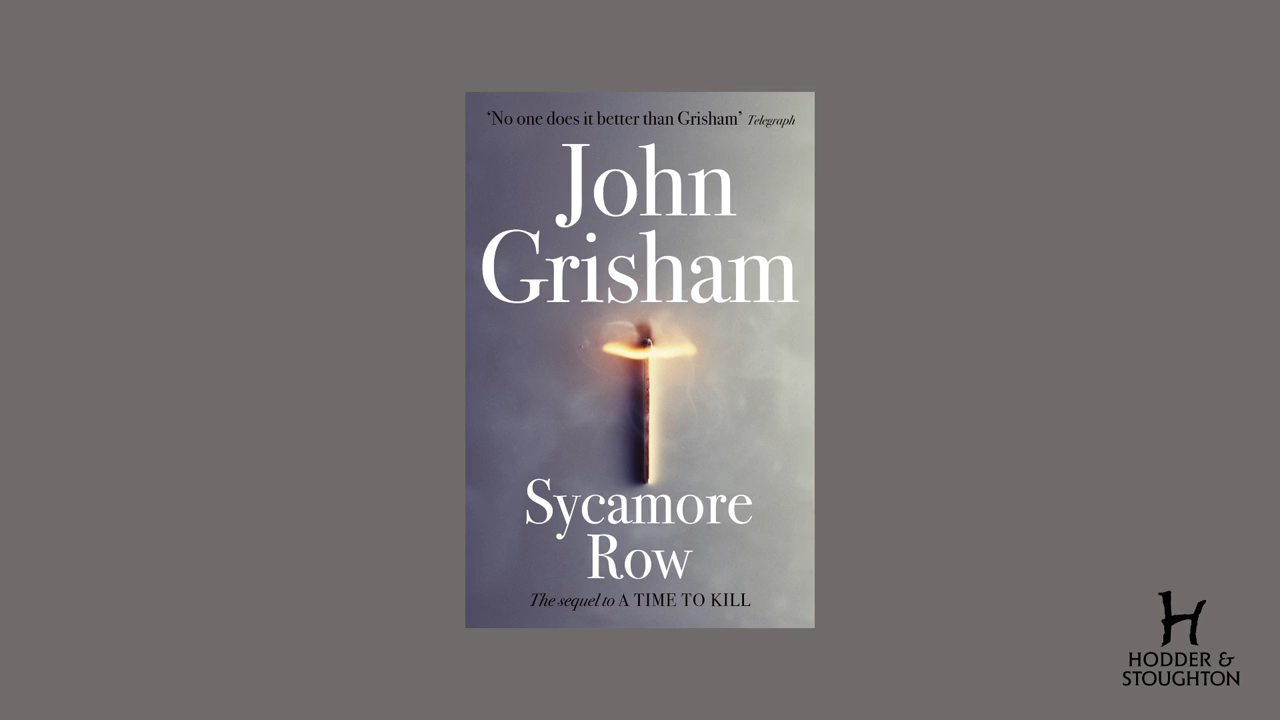 ‘No one does it better than Grisham’ Telegraph
John
Grisham
Sycamore
Row
The sequel to A TIME TO KILL
H
HODDER &
STOUGHTON